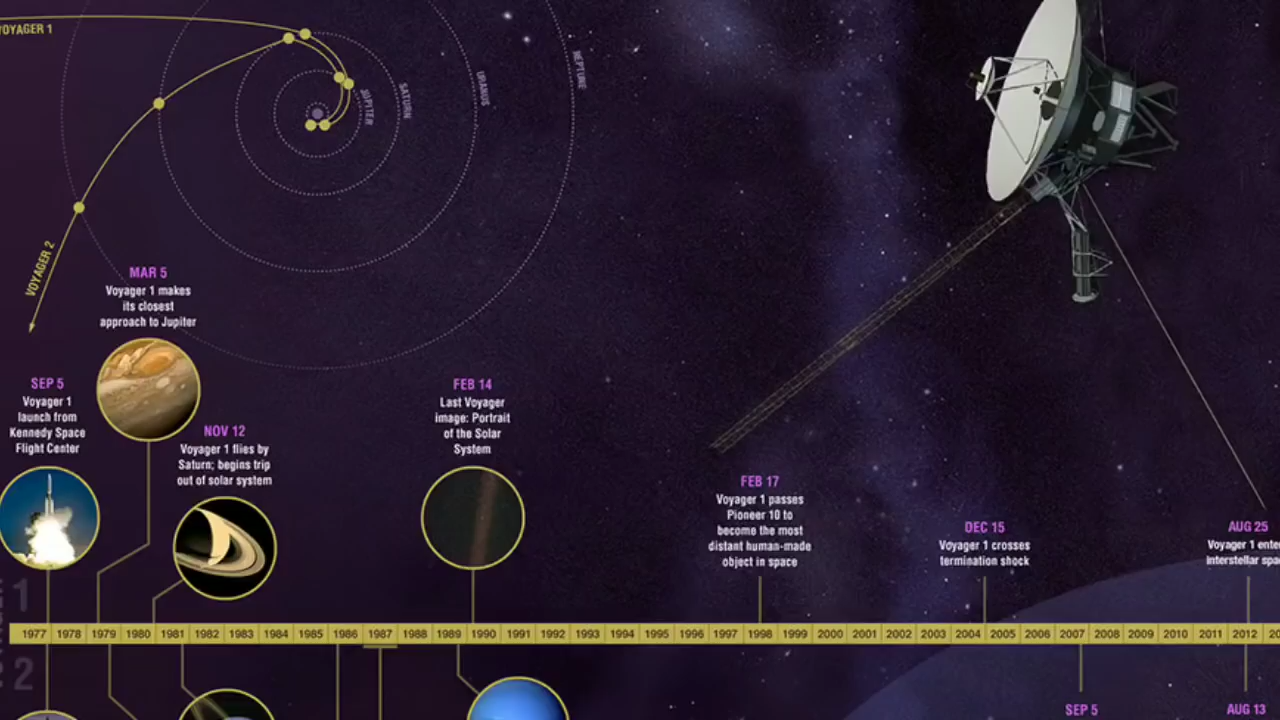 VOYAGER 1
JUPITER
SATURN
URANUS
NEPTUNE
VOYAGER 2
MAR 5
Voyager 1 makes
its closest
approach to Jupiter
SEP 5
Voyager 1
launch from
Kennedy Space
Flight Center
NOV 12
Voyager 1 flies by
Saturn; begins trip
out of solar system
FEB 14
Last Voyager
image: Portrait
of the Solar
System
FEB 17
Voyager 1 passes
Pioneer 10 to
become the most
distant human-made
object in space
DEC 15
Voyager 1 crosses
termination shock
AUG 25
Voyager 1 ente
interstellar spa
1
1977 1978 1979 1980 1981 1982 1983 1984 1985 1986 1987 1988 1989 1990 1991 1992 1993 1994 1995 1996 1997 1998 1999 2000 2001 2002 2003 2004 2005 2006 2007 2008 2009 2010 2011 2012 20
2
SEP 5
AUG 13